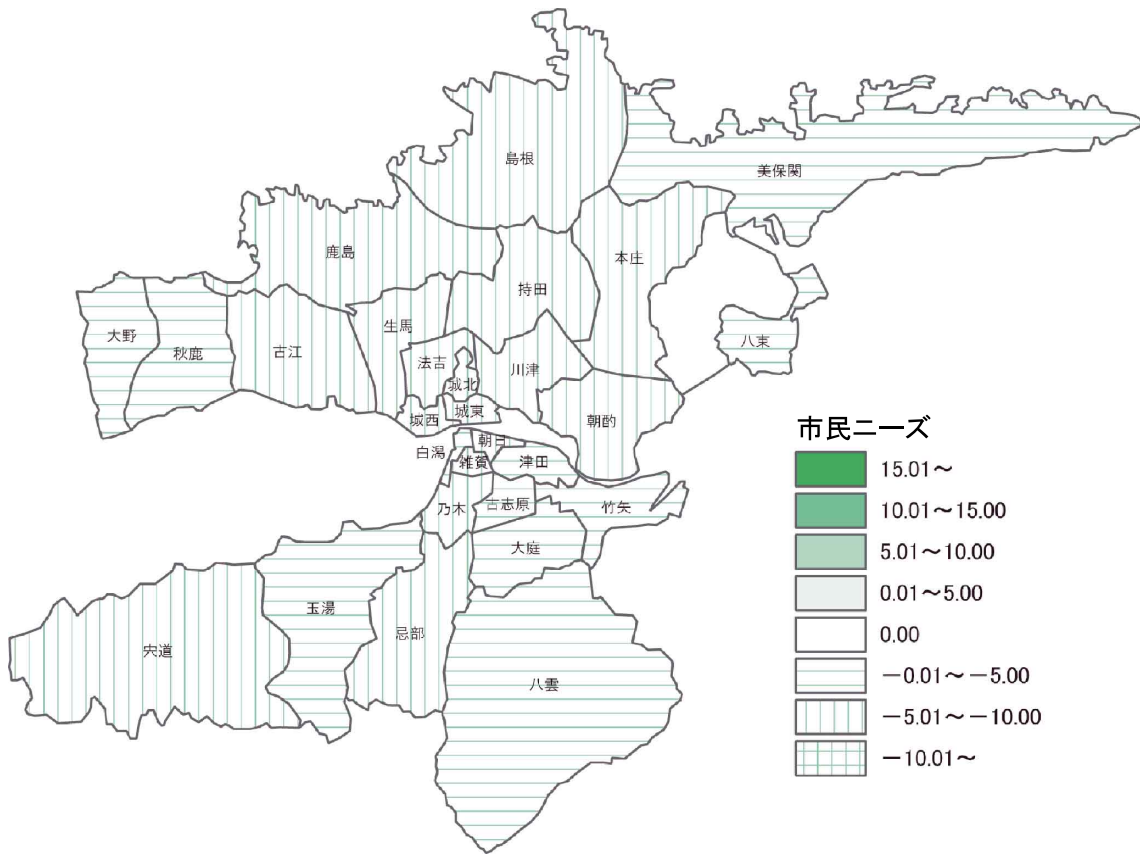 島根
美保関
鹿島
本庄
持田
大野
秋鹿
古江
生馬
八束
法吉
川津
城北
城西
城東
朝酌
白潟
朝日
雑賀
津田
乃木
古志原
竹矢
大庭
玉湯
宍道
忌部
八雲
市民ニーズ
15.01～
10.01～15.00
5.01～10.00
0.01～5.00
0.00
－0.01～－5.00
－5.01～－10.00
－10.01～